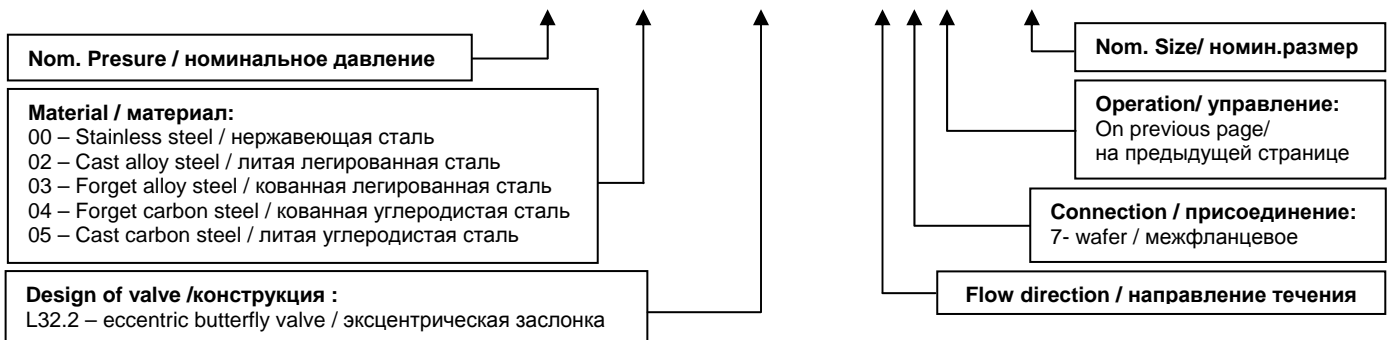 Nom. Presure / номинальное давление
Material / материал:
00 – Stainless steel / нержавеющая сталь
02 – Cast alloy steel / литая легированная сталь
03 – Forget alloy steel / кованная легированная сталь
04 – Forget carbon steel / кованная углеродистая сталь
05 – Cast carbon steel / литая углеродистая сталь
Design of valve /конструкция :
L32.2 – eccentric butterfly valve / эксцентрическая заслонка
Nom. Size/ номин.размер
Operation/ управление:
On previous page/
на предыдущей странице
Connection / присоединение:
7- wafer / межфланцевое
Flow direction / направление течения